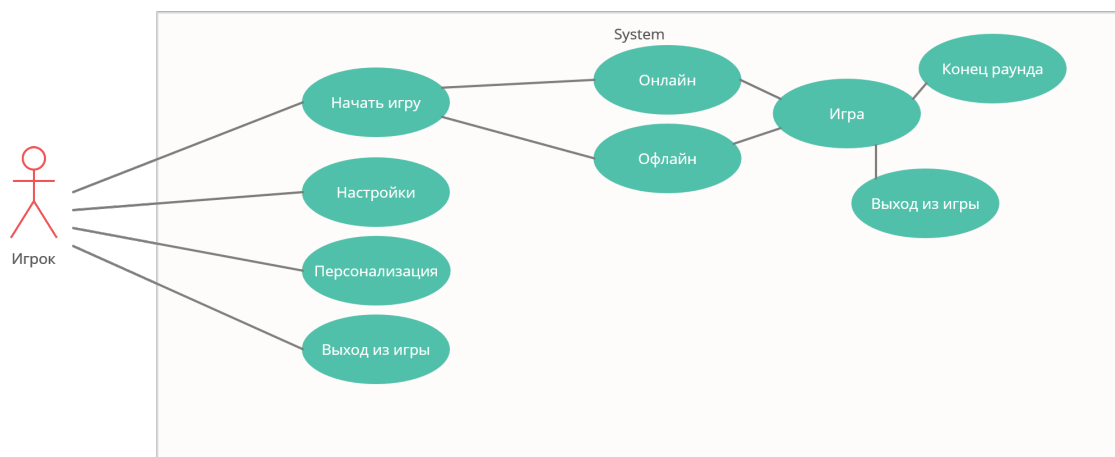 System
Начать игру
Онлайн
Офлайн
Игра
Конец раунда
Выход из игры
Настройки
Персонализация
Выход из игры
Игрок